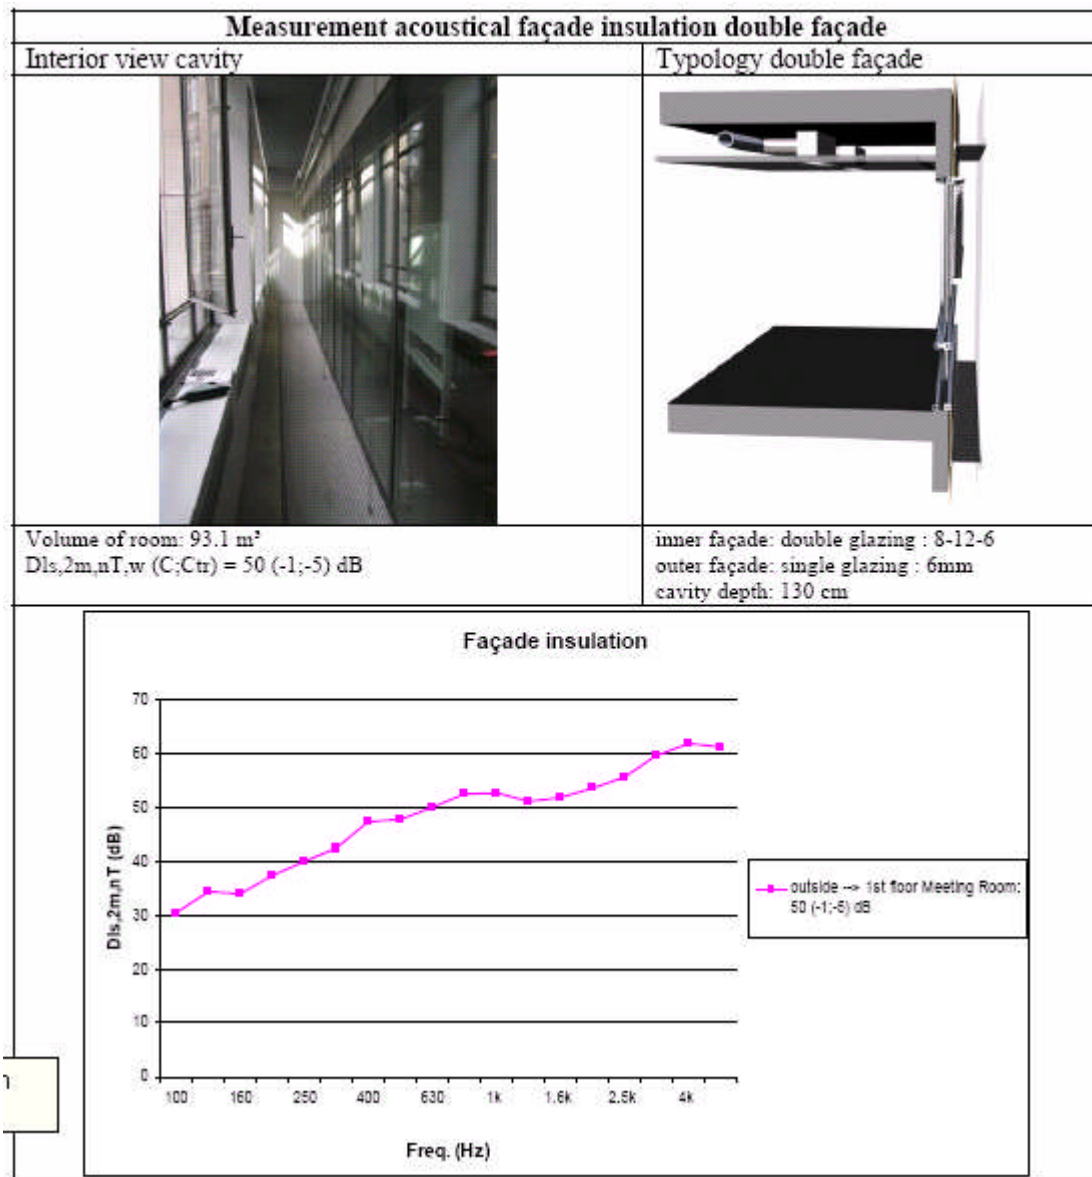 Measurement acoustical façade insulation double façade
Interior view cavity
Typology double façade
Volume of room: 93.1 m³
Dls,2m,nT,w (C;Ctr) = 50 (-1;-5) dB
inner façade: double glazing : 8-12-6
outer façade: single glazing : 6mm
cavity depth: 130 cm
Façade insulation
Dls,2m,nT (dB)
70
60
50
40
30
20
10
0
100 160 250 400 630 1k 1.6k 2.5k 4k
Freq. (Hz)
outside --> 1st floor Meeting Room:
50 (-1;-5) dB